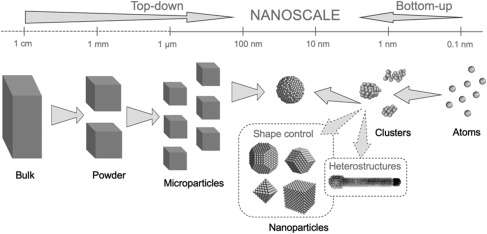 Top-down
NANOSCALE
Bottom-up
1 cm
1 mm
1 µm
100 nm
10 nm
1 nm
0.1 nm
Shape control
Clusters
Atoms
Heterostructures
Bulk
Powder
Microparticles
Nanoparticles